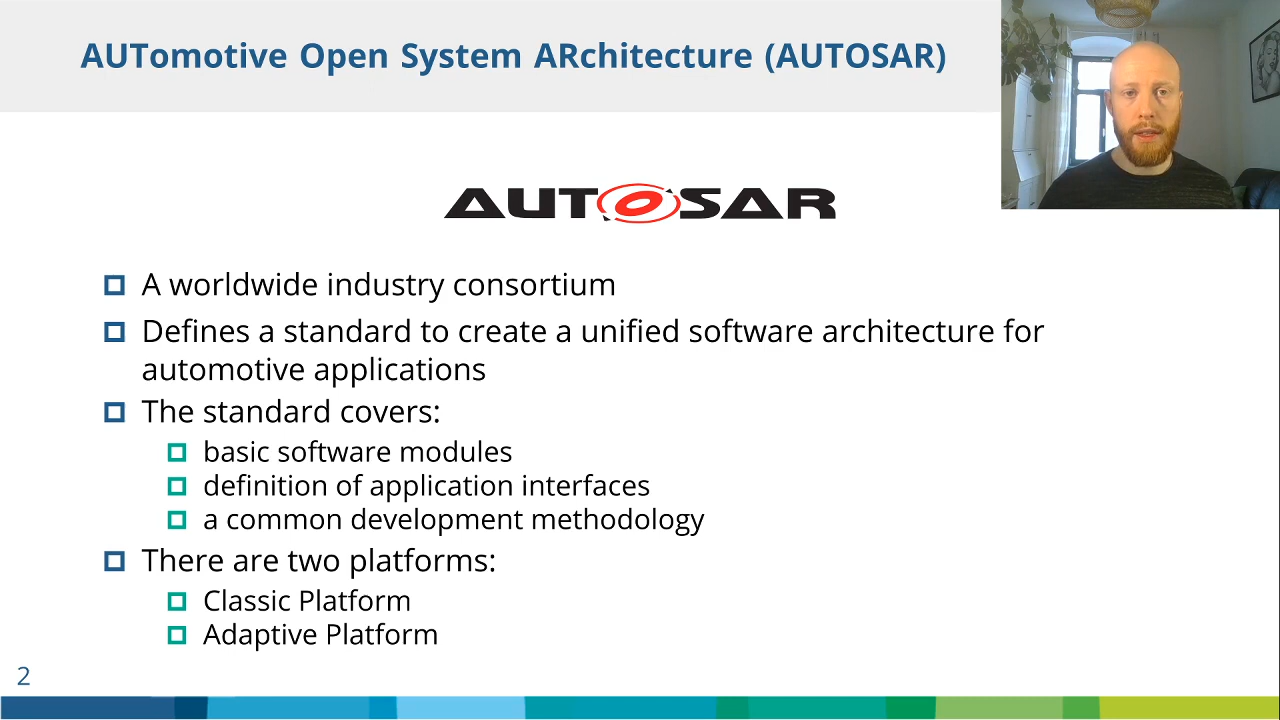 AUTomotive Open System ARchitecture (AUTOSAR)
AUTOSAR
A worldwide industry consortium
Defines a standard to create a unified software architecture for
automotive applications
The standard covers:
basic software modules
definition of application interfaces
a common development methodology
There are two platforms:
Classic Platform
Adaptive Platform
2